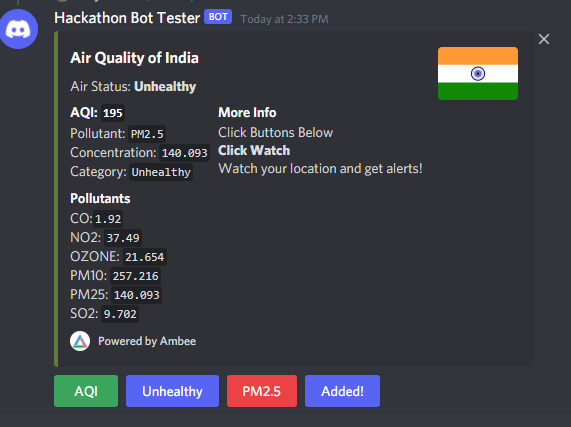 Hackathon Bot Tester BOT Today at 2:33 PM
Air Quality of India
Air Status: Unhealthy
AQI: 195
Pollutant: PM2.5
Concentration: 140.093
Category: Unhealthy
More Info
Click Buttons Below
Click Watch
Watch your location and get alerts!
Pollutants
CO: 1.92
NO2: 37.49
OZONE: 21.654
PM10: 257.216
PM25: 140.093
SO2: 9.702
Powered by Ambee
AQI Unhealthy PM2.5 Added!